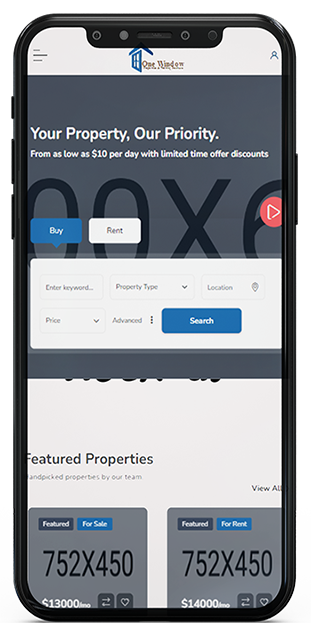 One Window
Your Property, Our Priority.
From as low as $10 per day with limited time offer discounts
00X6
Buy
Rent
Enter keyword...
Property Type
Location
Price
Advanced
Search
Featured Properties
Handpicked properties by our team
View All
Featured
For Sale
Featured
For Rent
752X450
752X450
$13000/mo
$14000/mo